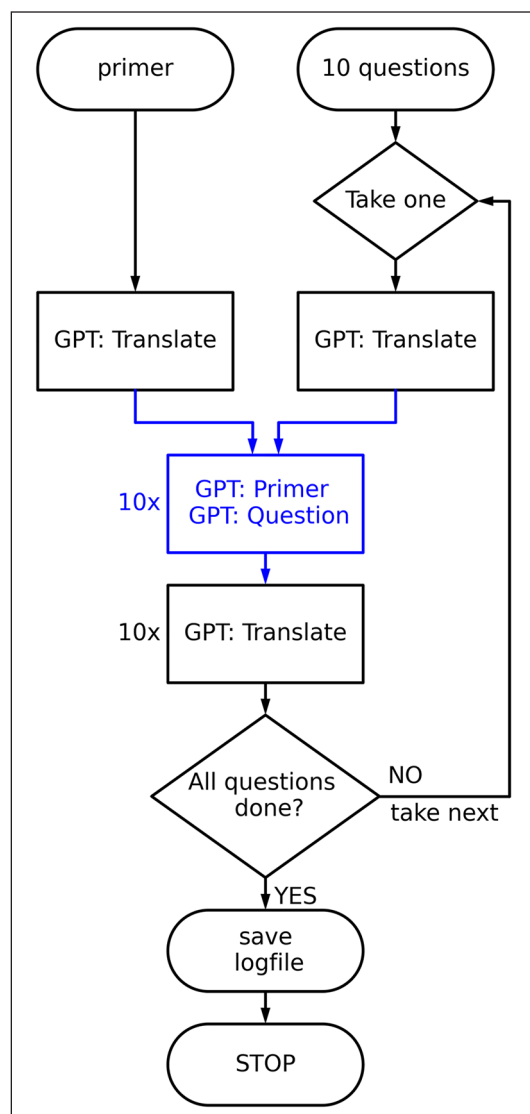 primer
10 questions
Take one
GPT: Translate
GPT: Translate
10x
GPT: Primer
GPT: Question
10x
GPT: Translate
All questions
done?
NO
take next
YES
save
logfile
STOP